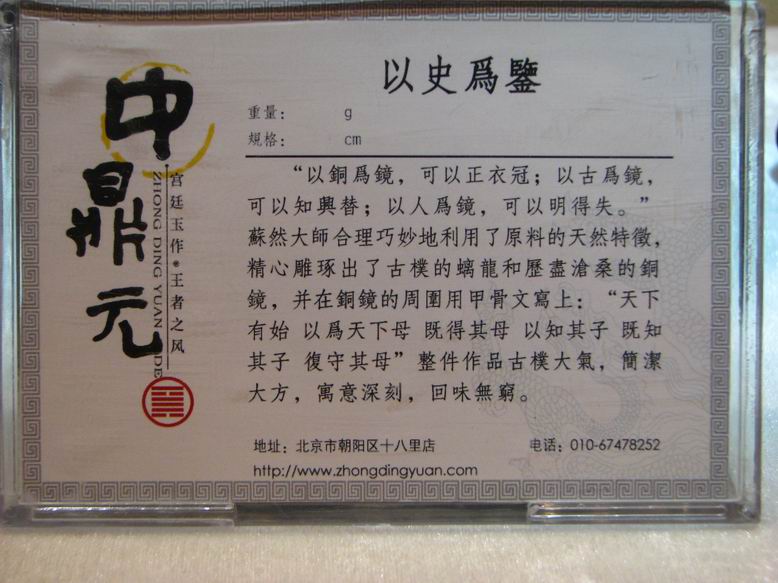 中鼎元
宫廷玉作·王者之风
ZHONG DING YUAN JADE
以史爲鑒
重量： g
規格： cm
“以銅爲鏡，可以正衣冠；以古爲鏡，
可以知興替；以人爲鏡，可以明得失。”
蘇然大師合理巧妙地利用了原料的天然特徵，
精心雕琢出了古樸的螭龍和歷盡滄桑的銅
鏡，并在銅鏡的周圍用甲骨文寫上：“天下
有始 以爲天下母 既得其母 以知其子 既知
其子 復守其母”整件作品古樸大氣，簡潔
大方，寓意深刻，回味無窮。
地址：北京市朝阳区十八里店 电话：010-67478252
http://www.zhongdingyuan.com